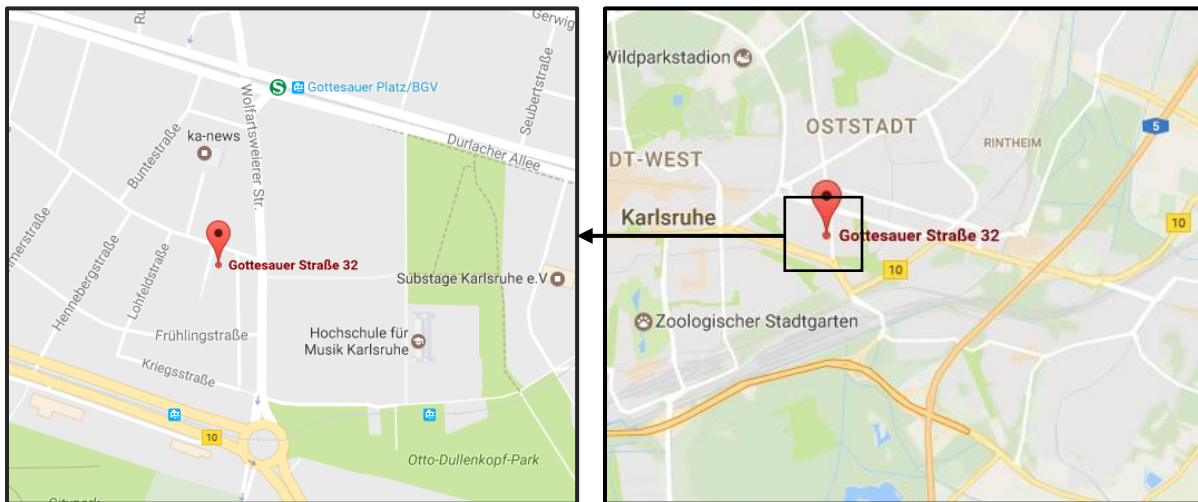 Ru
Gerwig
S Gottesauer Platz/BGV
Seubertstraße
Wolfartsweierer Str.
ka-news
Durlacher Allee
Buntestraße
Gottesauer Straße 32
Hennebergstraße
Lohfeldstraße
Substage Karlsruhe e.V
Frühlingstraße
Hochschule für
Musik Karlsruhe
Kriegsstraße
10
Otto-Dullenkopf-Park
Wildparkstadion
OSTSTADT
5
RINTHEIM
DT-WEST
Karlsruhe
10
Gottesauer Straße 32
10
Zoologischer Stadtgarten